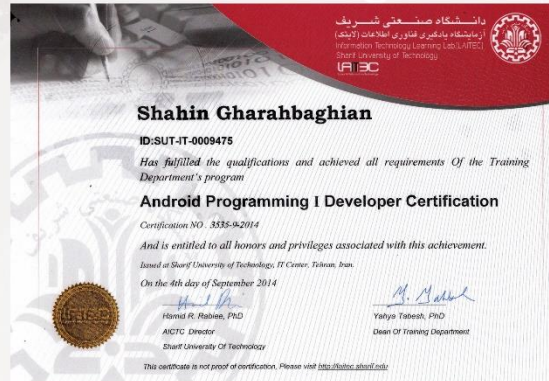 دانشگاه صنعتی شریف
آزمایشگاه یادگیری فناوری اطلاعات (لایتک)
Information Technology Learning Lab (LAITEC)
Sharif University of Technology
LAITEC
Shahin Gharahbaghian
ID:SUT-IT-0009475
Has fulfilled the qualifications and achieved all requirements Of the Training
Department's program
Android Programming I Developer Certification
Certification NO . 3535-9-2014
And is entitled to all honors and privileges associated with this achievement.
Issued at Sharif University of Technology, IT Center, Tehran, Iran.
On the 4th day of September 2014
Hamid R. Rabiee, PhD
AICTC Director
Sharif University Of Technology
Yahya Tabesh, PhD
Dean Of Training Department
This certificate is not proof of certification, Please visit http://laitec.sharif.edu